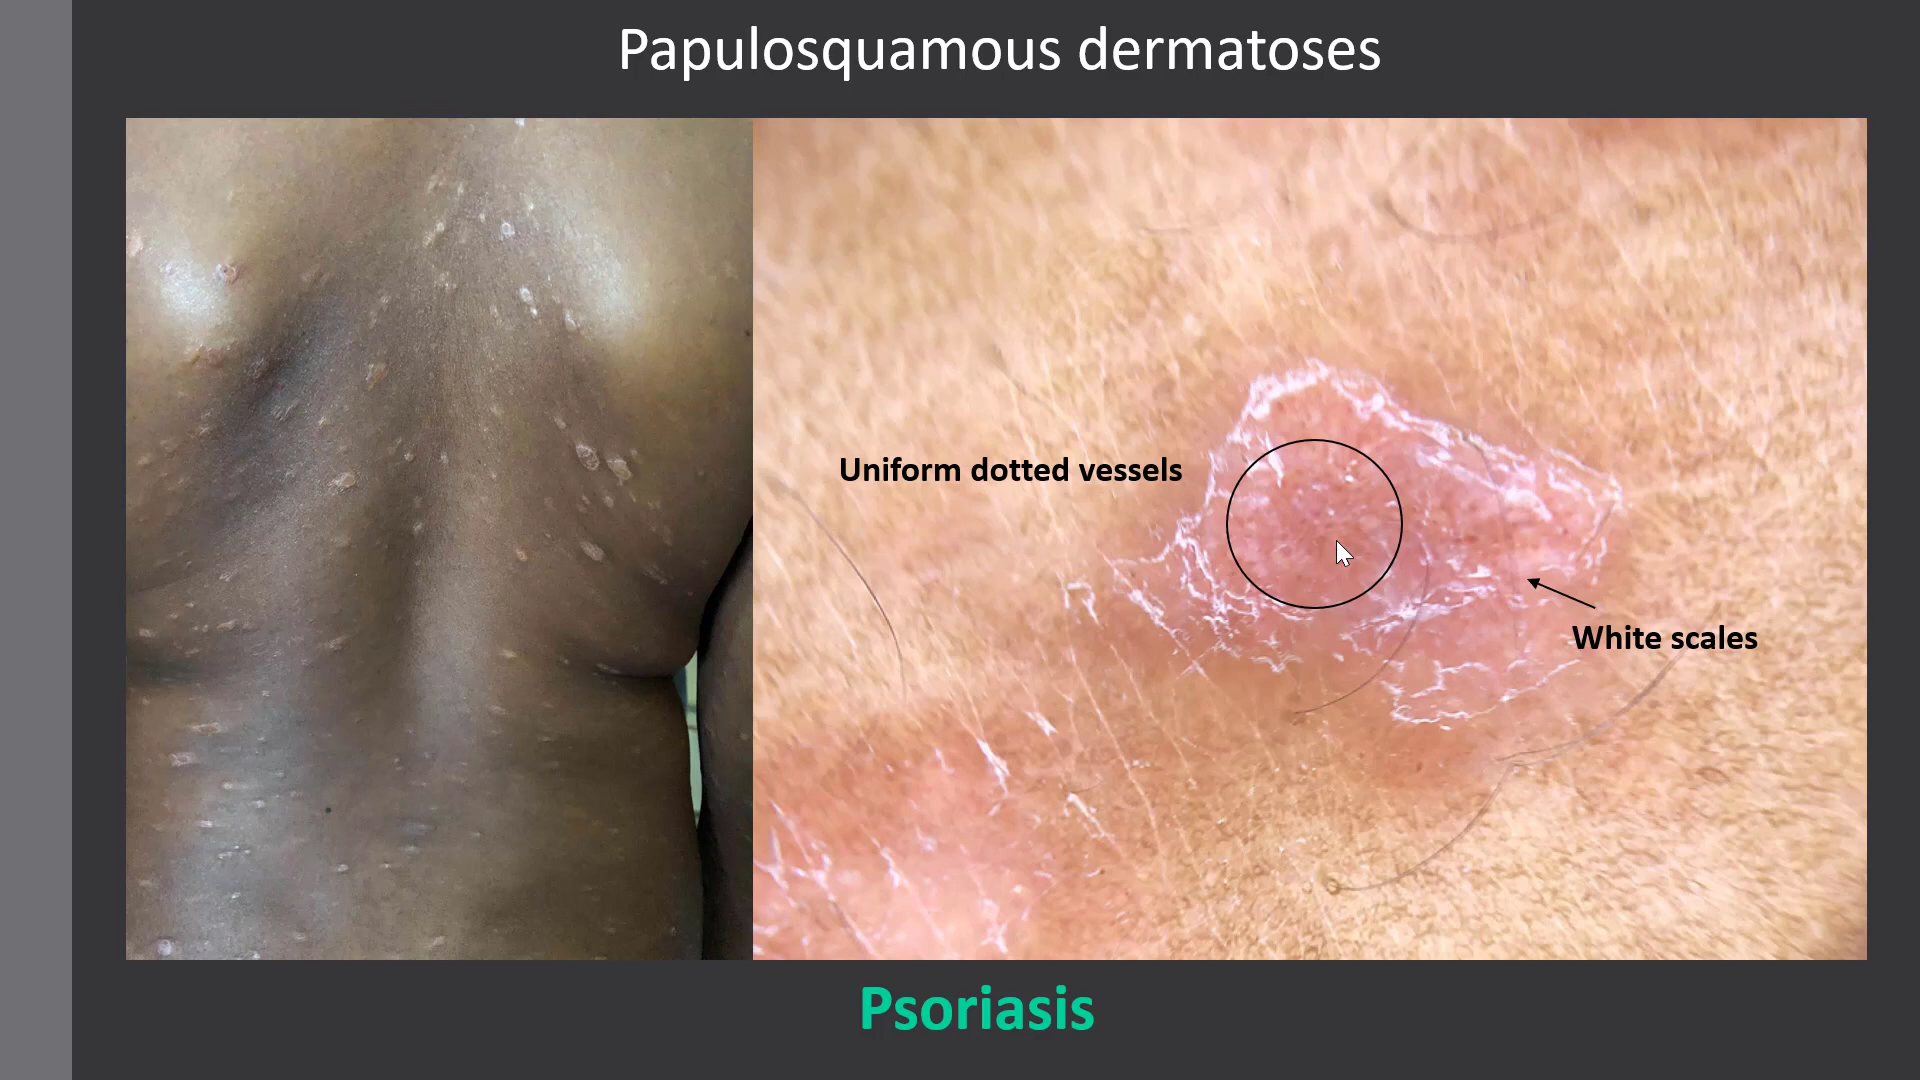 Papulosquamous dermatoses
Uniform dotted vessels
White scales
Psoriasis